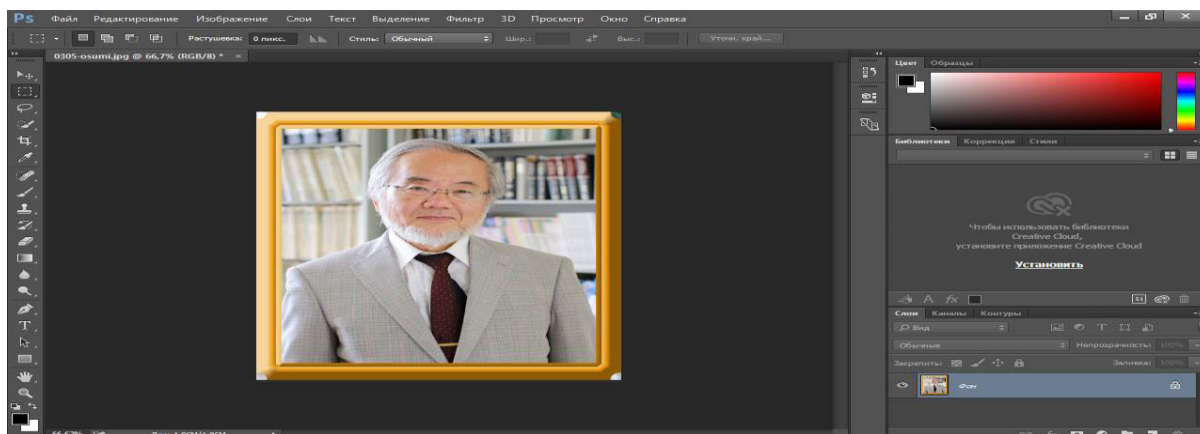 Ps Файл Редактирование Изображение Слои Текст Выделение Фильтр 3D Просмотр Окно Справка
Растушевка: 0 пикс. Стиль: Обычный Шир.: Выс.: Уточн. край...
0305-osumi.jpg @ 66,7% (RGB/8) *
Цвет Образцы
Библиотеки Коррекция Стили
Чтобы использовать библиотеки
Creative Cloud,
установите приложение Creative Cloud
Установить
Слои Каналы Контуры
Вид
Обычные Непрозрачность: 100%
Закрепить: Заливка: 100%
Фон